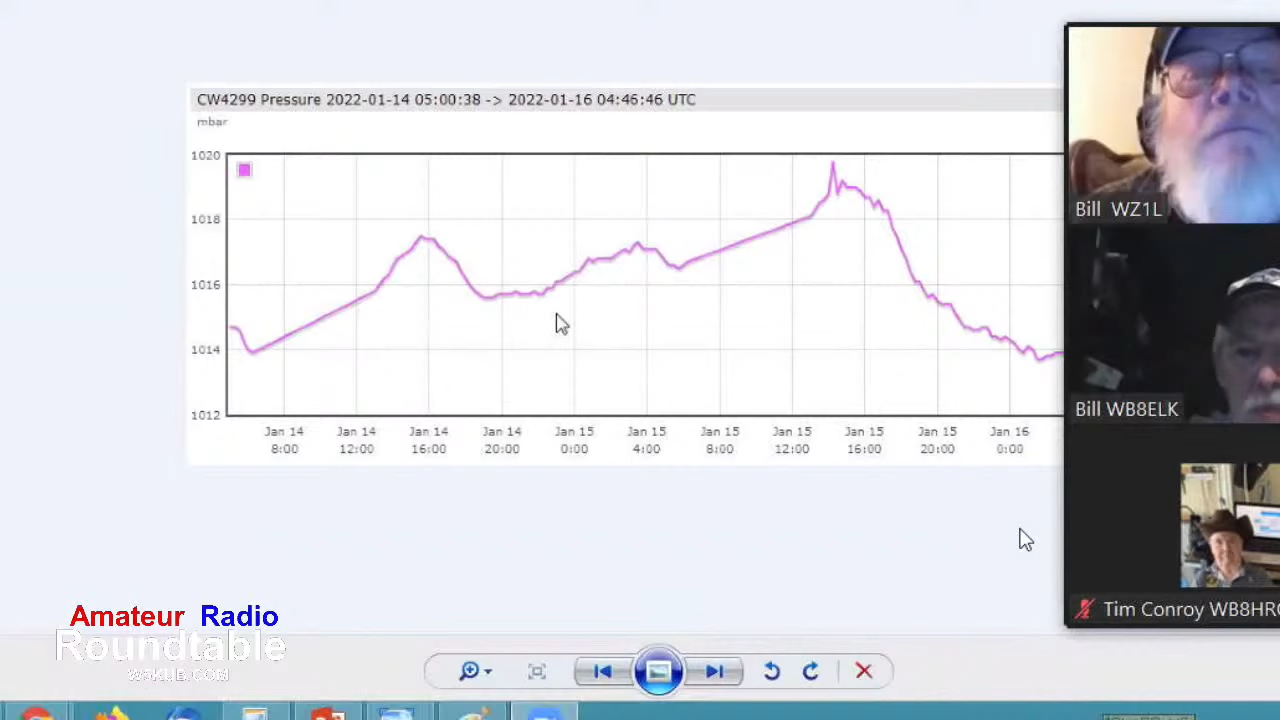 CW4299 Pressure 2022-01-14 05:00:38 -> 2022-01-16 04:46:46 UTC
mbar
1020
1018
1016
1014
1012
Jan 14 Jan 14 Jan 14 Jan 14 Jan 15 Jan 15 Jan 15 Jan 15 Jan 15 Jan 15 Jan 16
8:00 12:00 16:00 20:00 0:00 4:00 8:00 12:00 16:00 20:00 0:00
Bill WZ1L
Bill WB8ELK
Tim Conroy WB8HR
Amateur Radio
Roundtable
W5KUB.COM